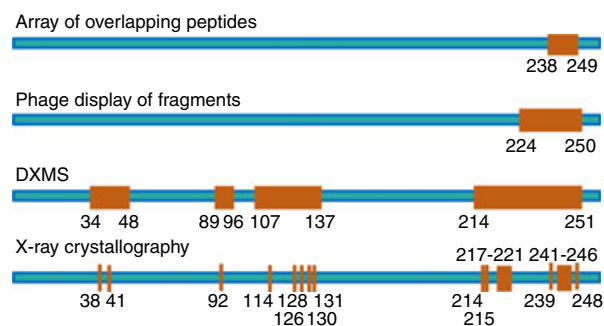 Array of overlapping peptides
238 249
Phage display of fragments
224 250
DXMS
34 48 89 96 107 137 214 251
X-ray crystallography
217-221 241-246
38 41 92 114 128 131 214 239 248
126 130 215